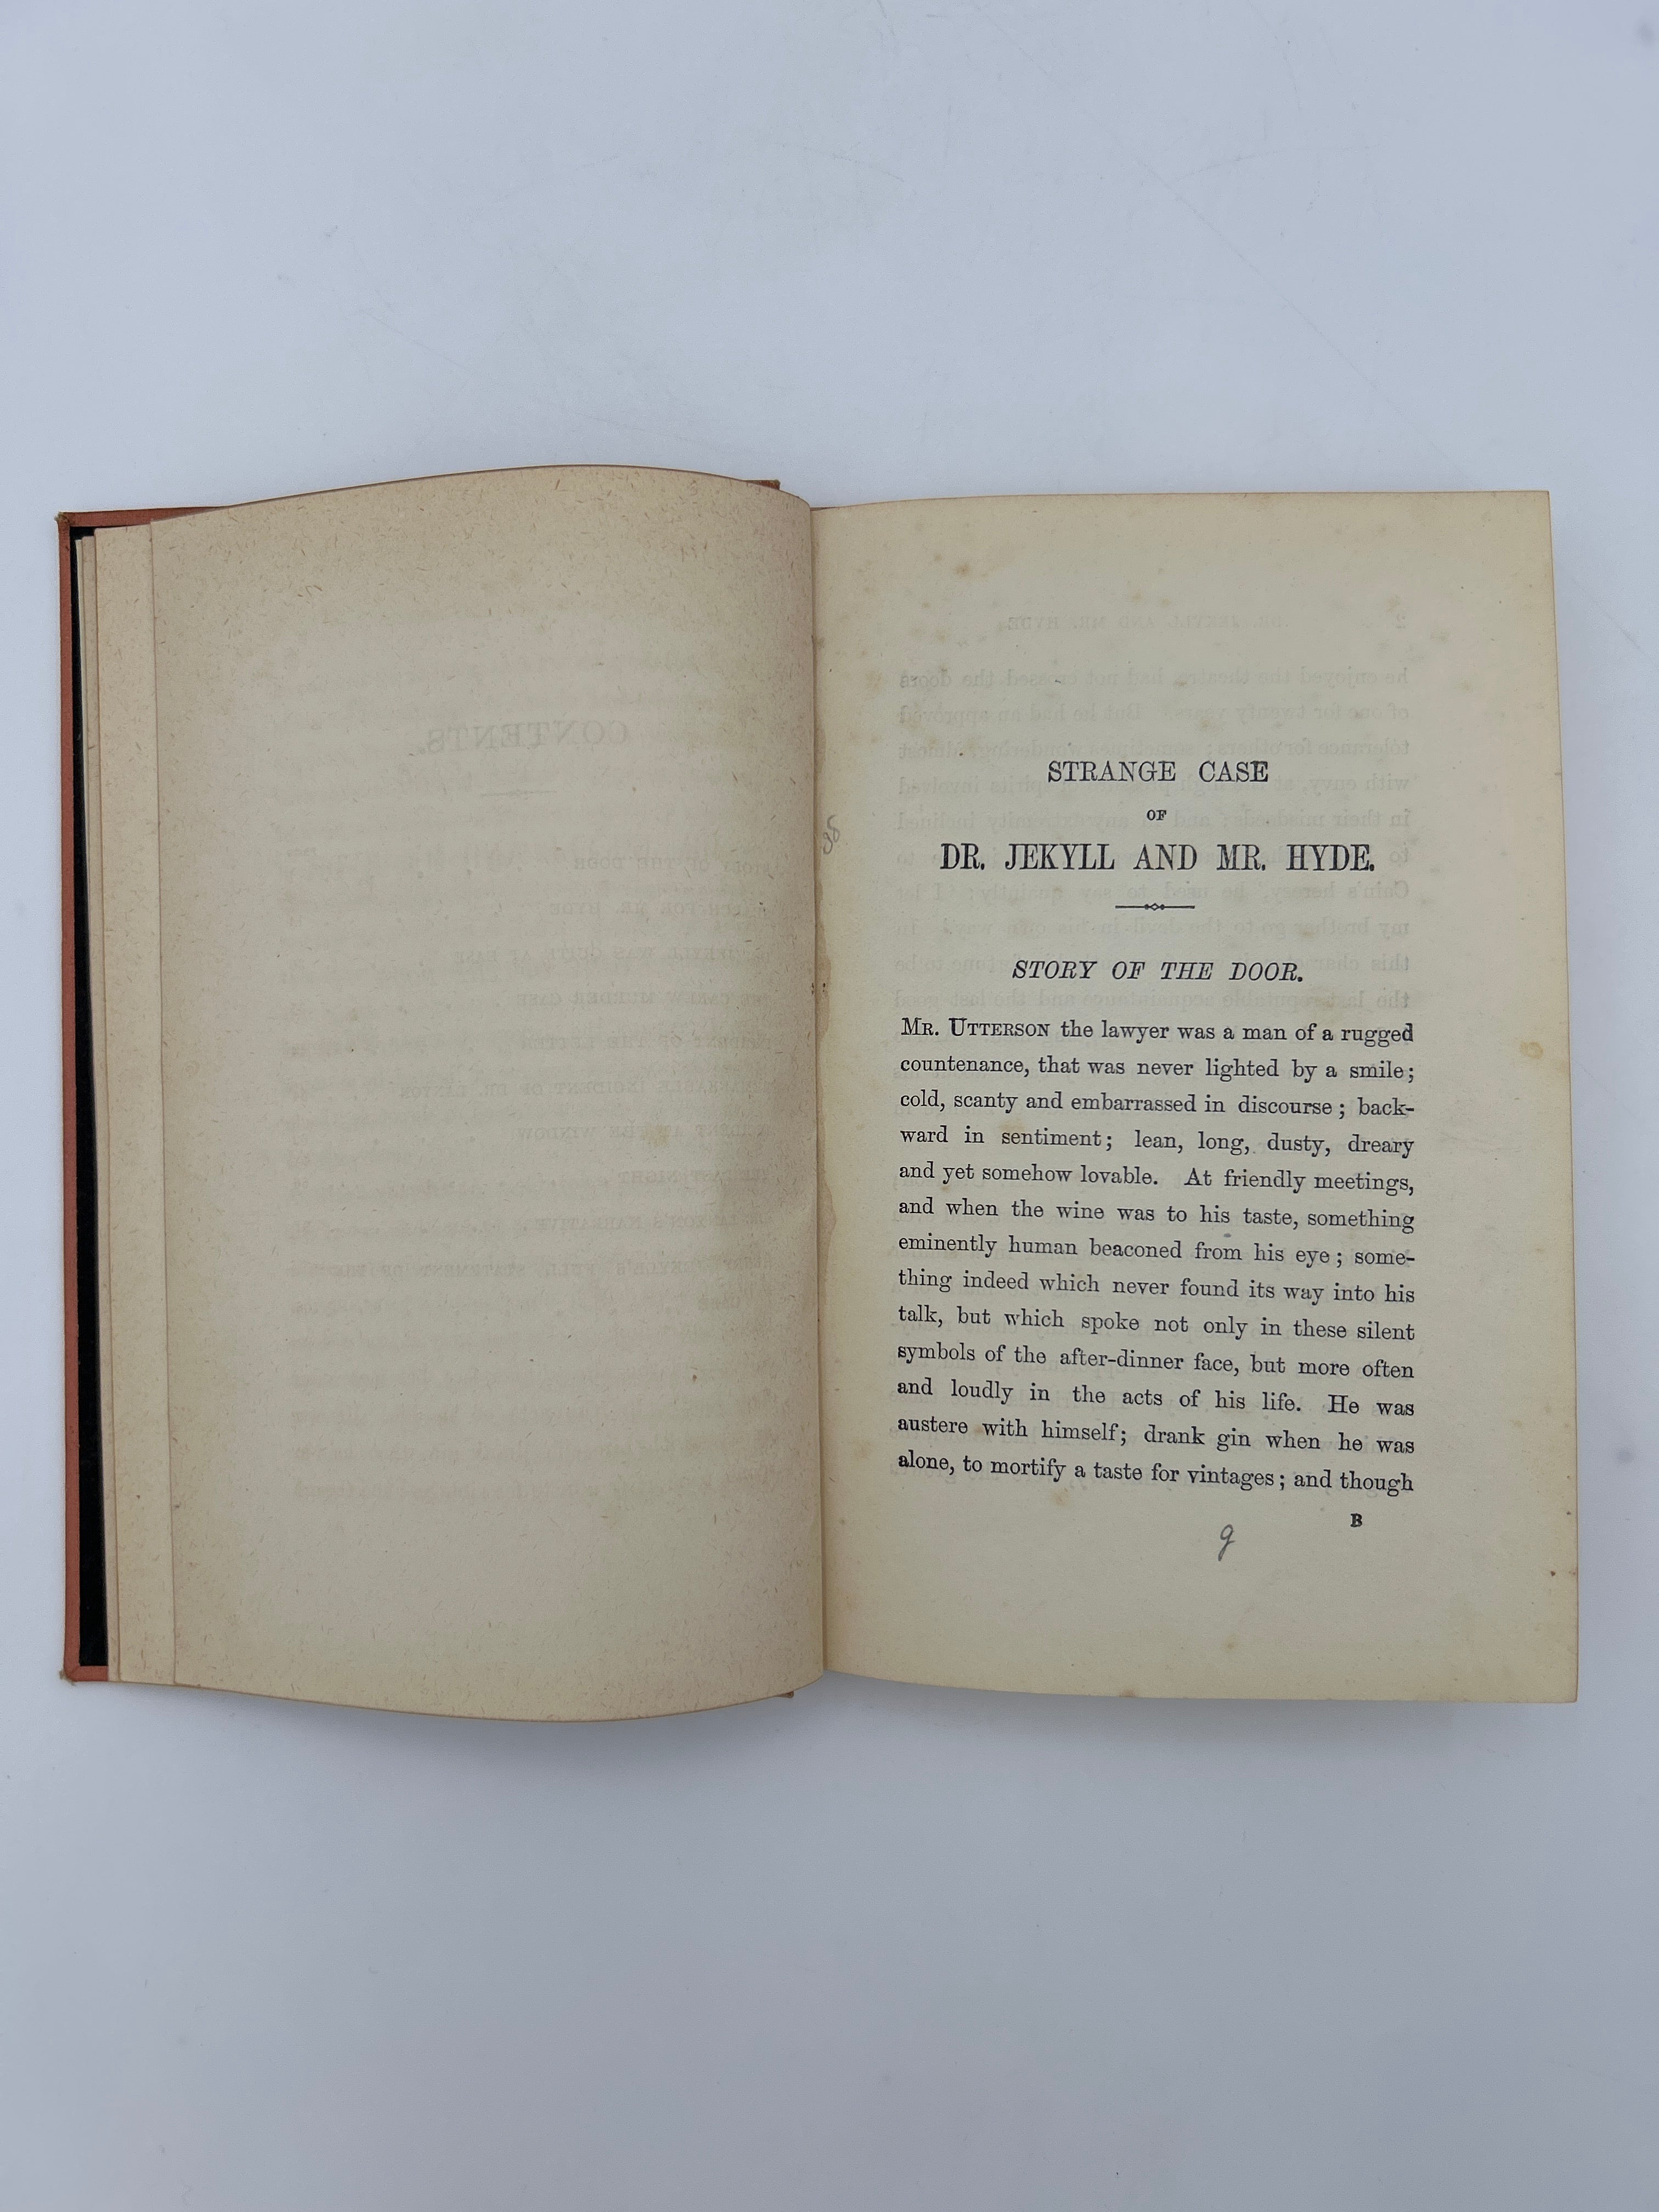 STRANGE CASE
OF
DR. JEKYLL AND MR. HYDE.
STORY OF THE DOOR.
MR. UTTERSON the lawyer was a man of a rugged
countenance, that was never lighted by a smile;
cold, scanty and embarrassed in discourse; back-
ward in sentiment; lean, long, dusty, dreary
and yet somehow lovable. At friendly meetings,
and when the wine was to his taste, something
eminently human beaconed from his eye; some-
thing indeed which never found its way into his
talk, but which spoke not only in these silent
symbols of the after-dinner face, but more often
and loudly in the acts of his life. He was
austere with himself; drank gin when he was
alone, to mortify a taste for vintages; and though
B
9